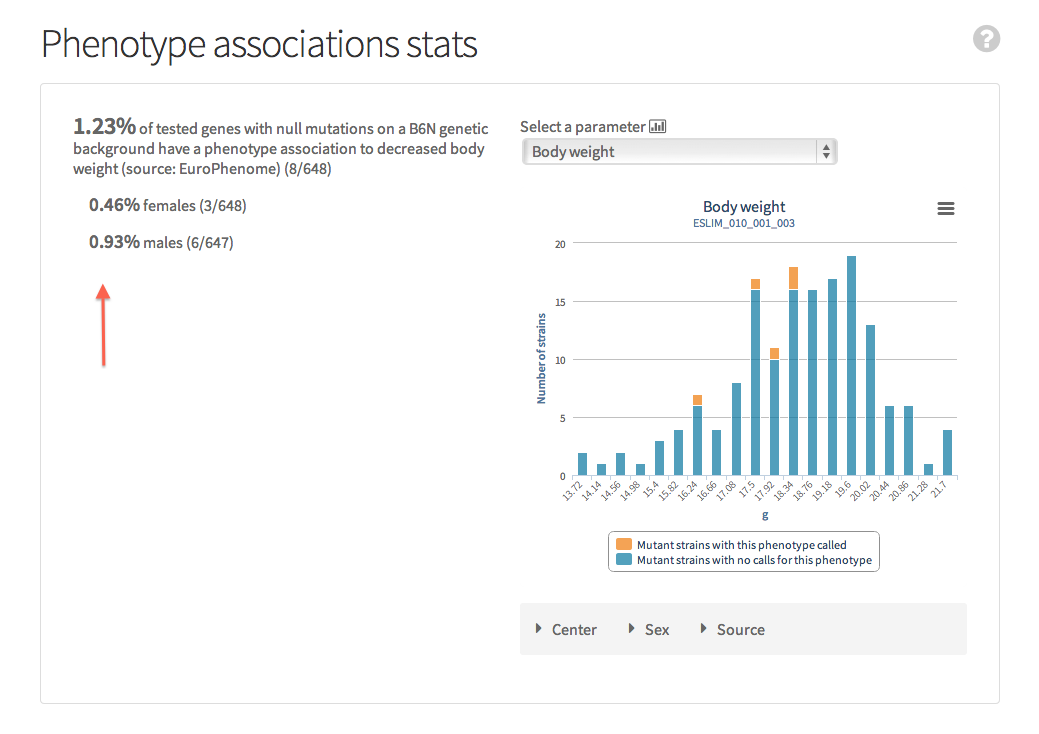 Phenotype associations stats
?
1.23% of tested genes with null mutations on a B6N genetic
background have a phenotype association to decreased body
weight (source: EuroPhenome) (8/648)
0.46% females (3/648)
0.93% males (6/647)
Select a parameter
Body weight
Body weight
ESLIM_010_001_003
Number of strains
20
15
10
5
0
13.72 14.14 14.56 14.98 15.4 15.82 16.24 16.66 17.08 17.5 17.92 18.34 18.76 19.18 19.6 20.02 20.44 20.86 21.28 21.7
g
Mutant strains with this phenotype called
Mutant strains with no calls for this phenotype
Center Sex Source